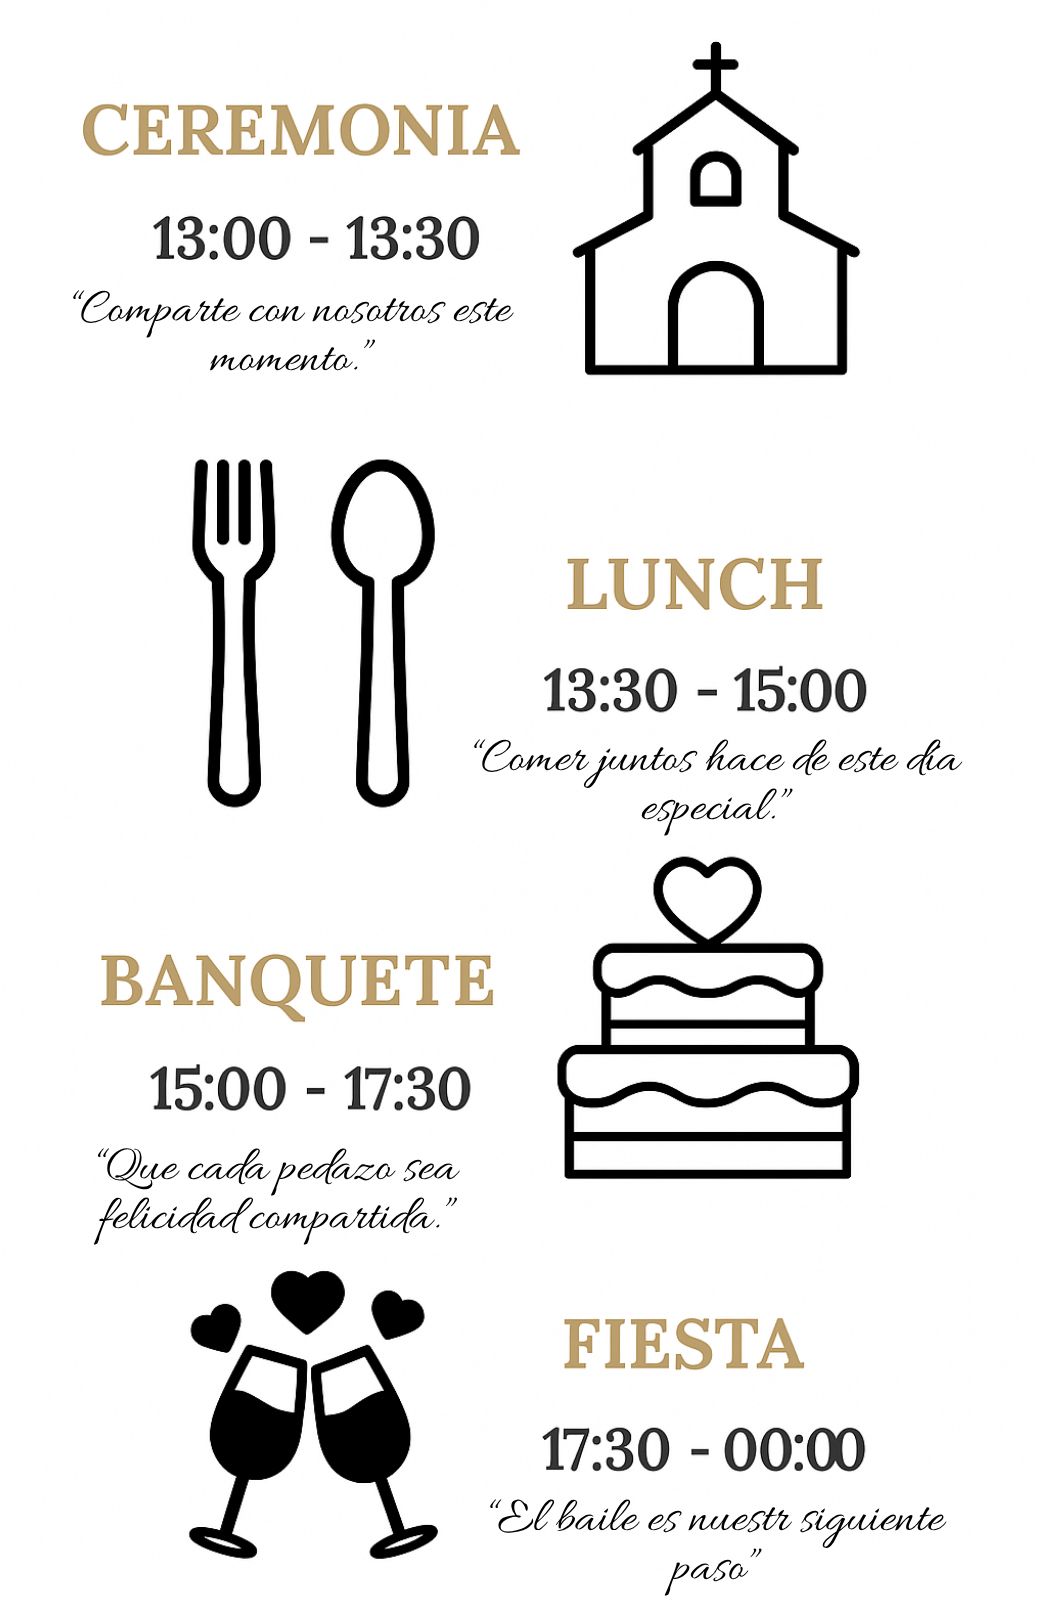 CEREMONIA
13:00 - 13:30
“Comparte con nosotros este
momento.”
LUNCH
13:30 - 15:00
“Comer juntos hace de este día
especial.”
BANQUETE
15:00 - 17:30
“Que cada pedazo sea
felicidad compartida.”
FIESTA
17:30 - 00:00
“El baile es nuestr siguiente
paso”